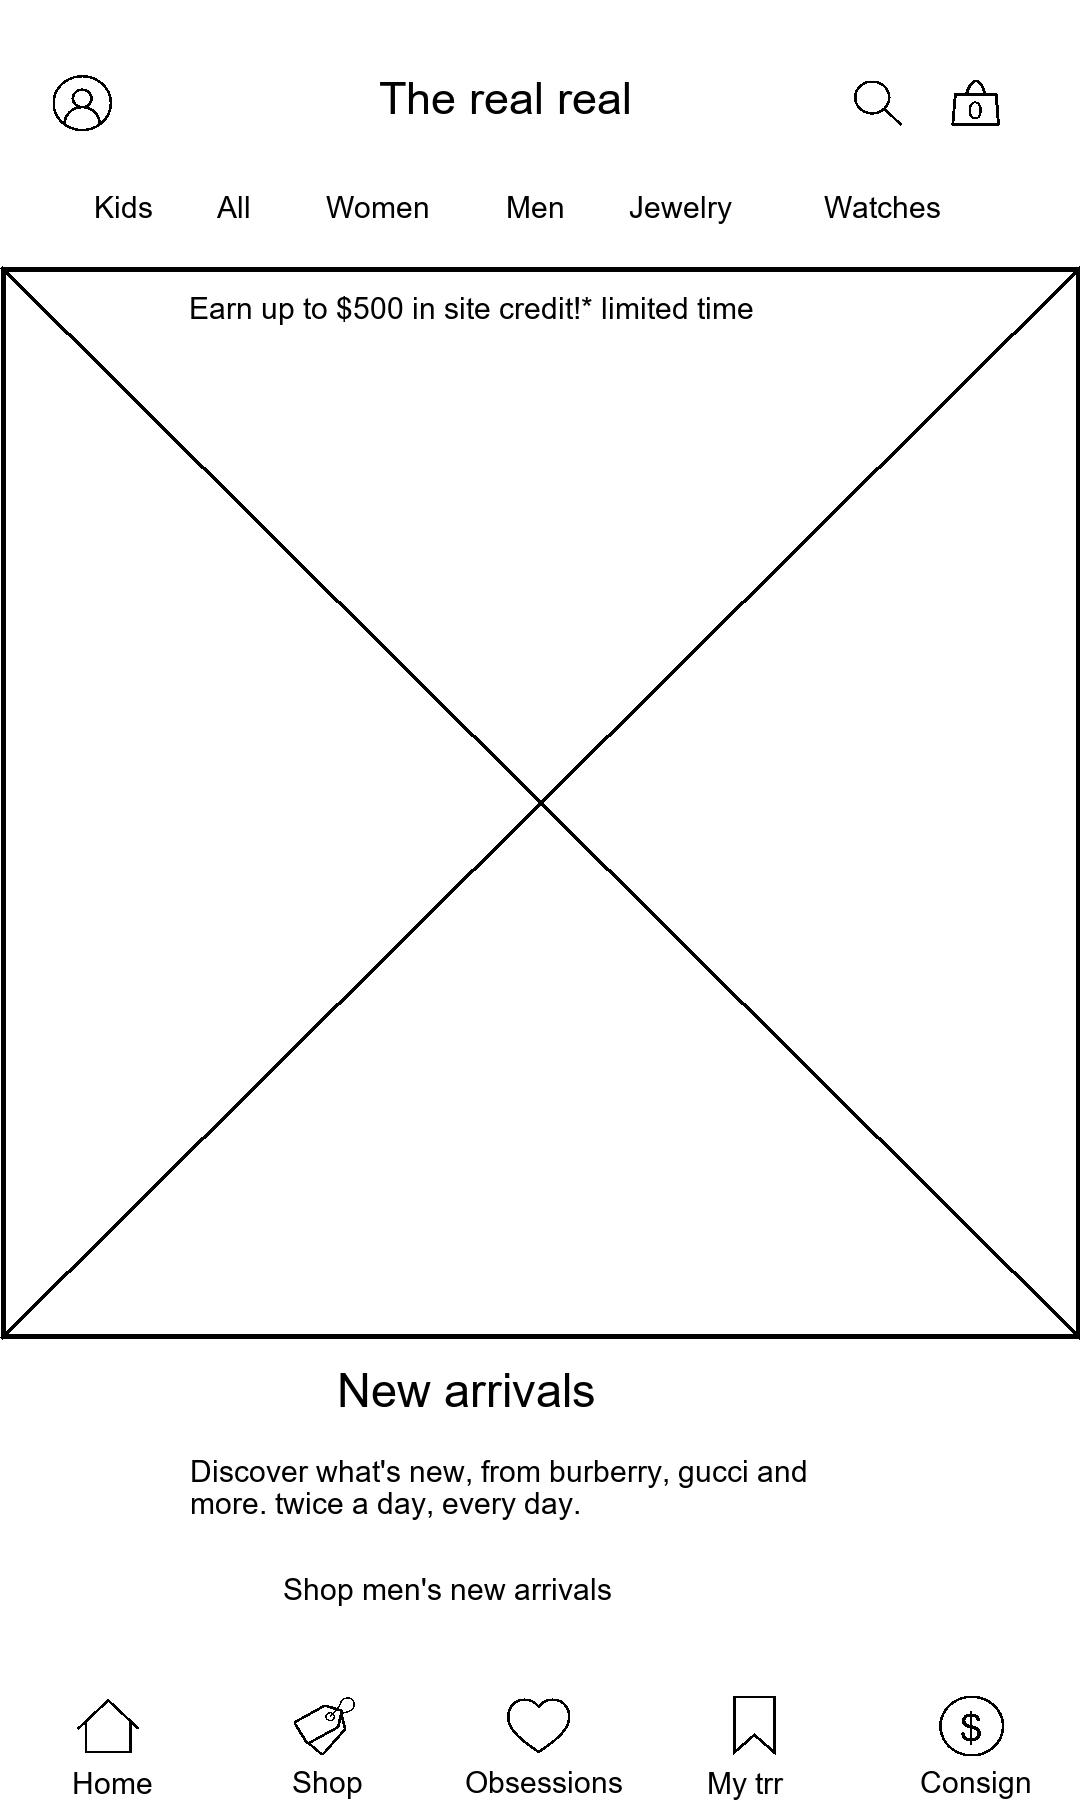 The real real
0
Kids All Women Men Jewelry Watches
Earn up to $500 in site credit!* limited time
New arrivals
Discover what's new, from burberry, gucci and
more. twice a day, every day.
Shop men's new arrivals
$
Home Shop Obsessions My trr Consign